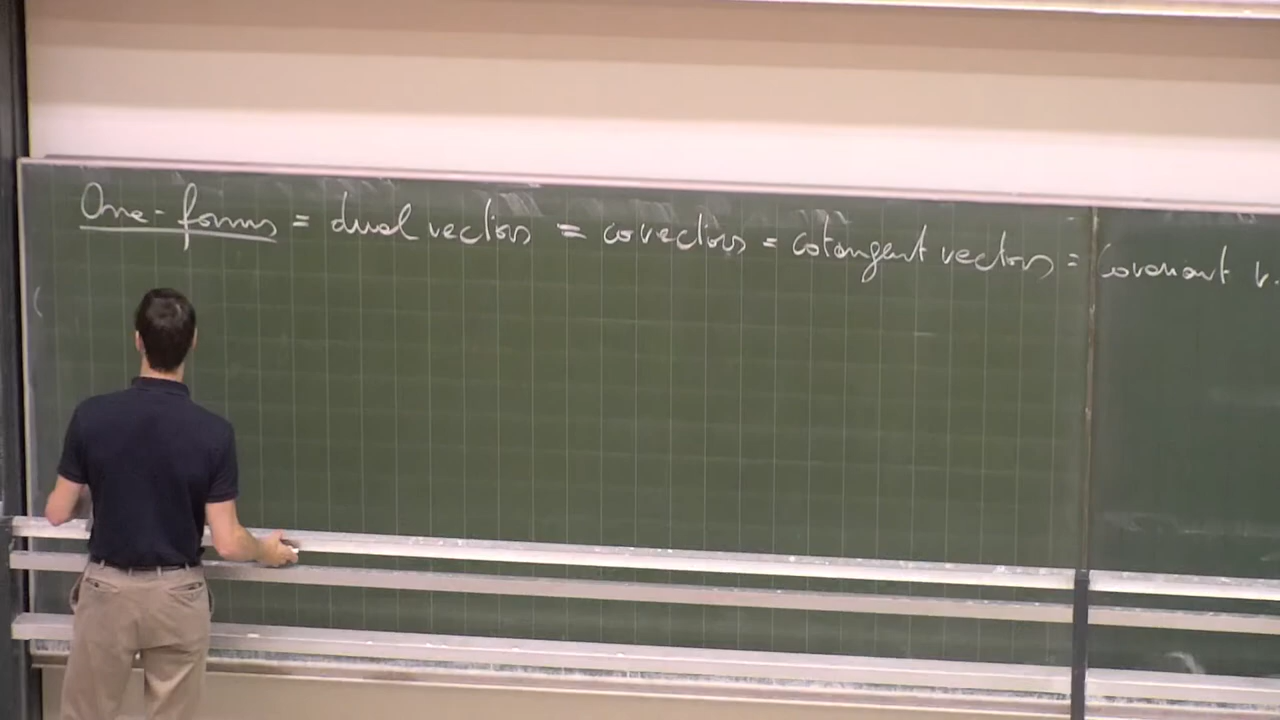 One-forms = dual vectors = covectors = cotangent vectors = covariant v.
(